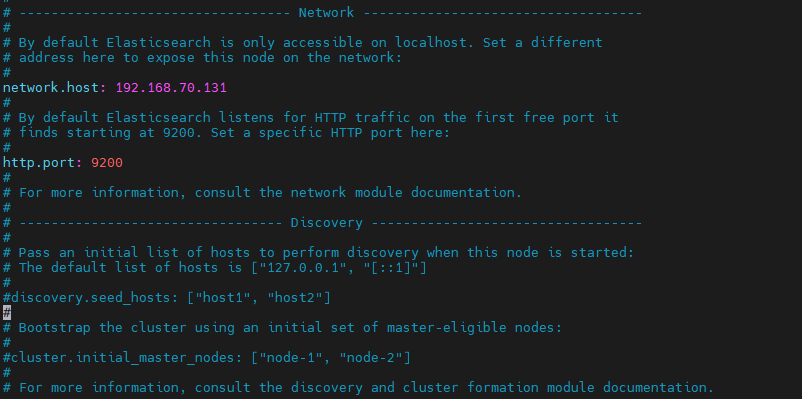 #
# ---------------------------------- Network -----------------------------------
#
# By default Elasticsearch is only accessible on localhost. Set a different
# address here to expose this node on the network:
#
network.host: 192.168.70.131
#
# By default Elasticsearch listens for HTTP traffic on the first free port it
# finds starting at 9200. Set a specific HTTP port here:
#
http.port: 9200
#
# For more information, consult the network module documentation.
#
# --------------------------------- Discovery ----------------------------------
#
# Pass an initial list of hosts to perform discovery when this node is started:
# The default list of hosts is ["127.0.0.1", "[::1]"]
#
#discovery.seed_hosts: ["host1", "host2"]
#
# Bootstrap the cluster using an initial set of master-eligible nodes:
#
#cluster.initial_master_nodes: ["node-1", "node-2"]
#
# For more information, consult the discovery and cluster formation module documentation.